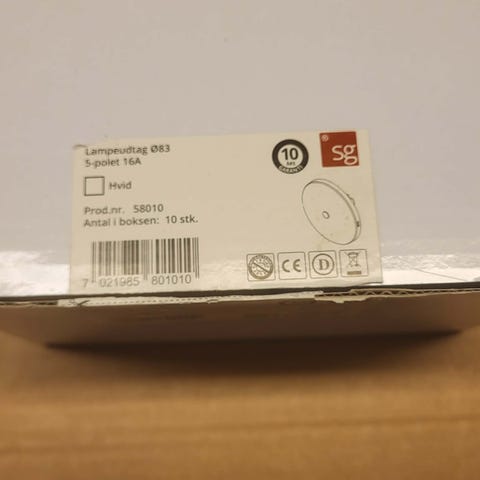 Lampeudtag Ø83
5-polet 16A
Hvid
Prod.nr. 58010
Antal i boksen: 10 stk.
7 021985 801010
10
ÅRS
GARANTI
® sg
CE
D